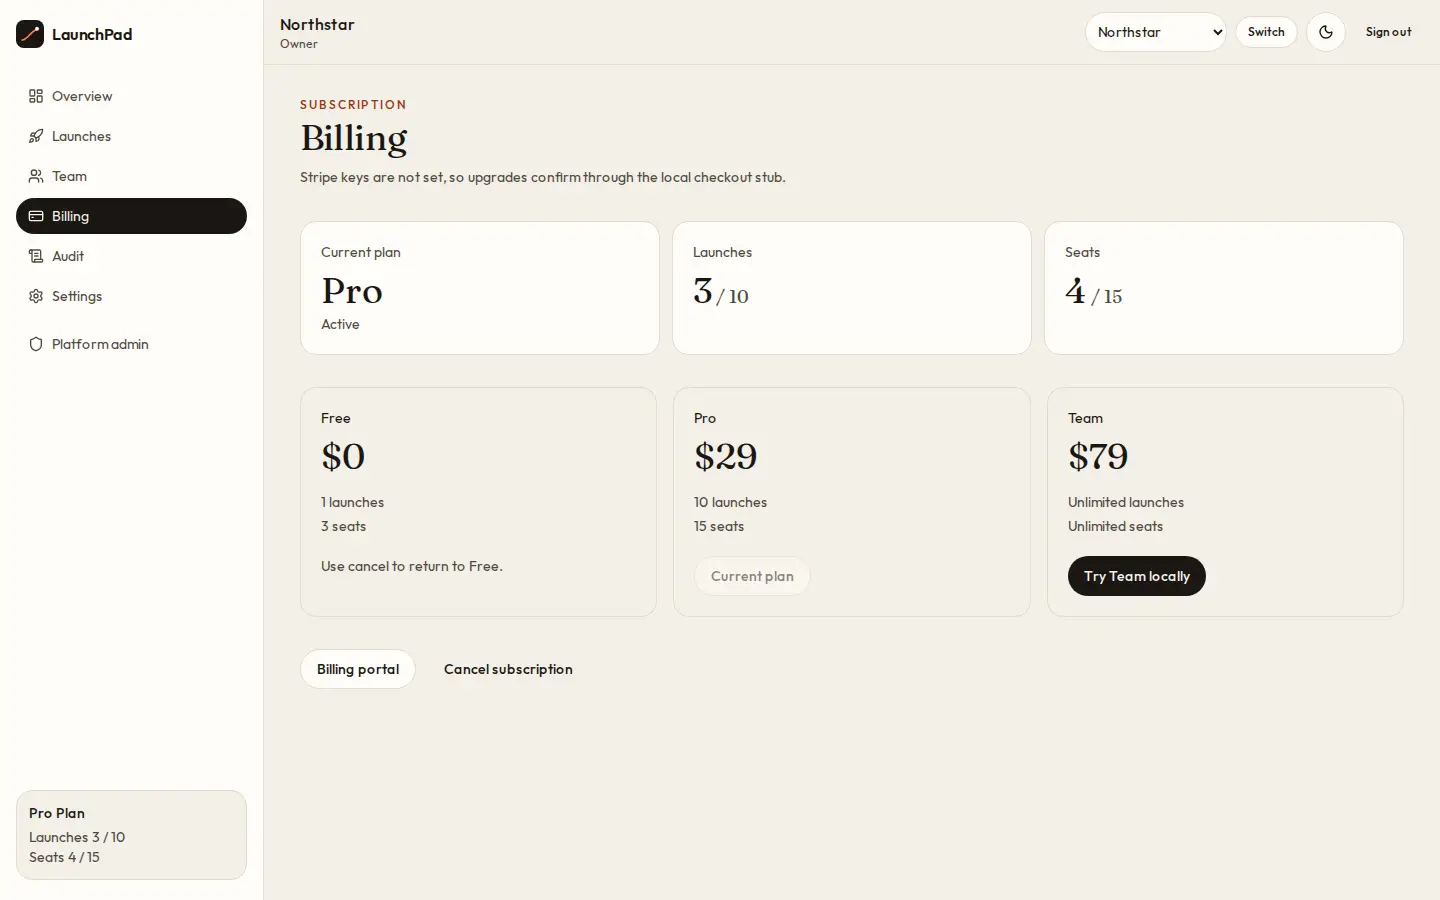 LaunchPad
Overview
Launches
Team
Billing
Audit
Settings
Platform admin
Pro Plan
Launches 3 / 10
Seats 4 / 15
Northstar
Owner
Northstar
Switch
Sign out
SUBSCRIPTION
Billing
Stripe keys are not set, so upgrades confirm through the local checkout stub.
Current plan
Pro
Active
Launches
3 / 10
Seats
4 / 15
Free
$0
1 launches
3 seats
Use cancel to return to Free.
Pro
$29
10 launches
15 seats
Current plan
Team
$79
Unlimited launches
Unlimited seats
Try Team locally
Billing portal
Cancel subscription